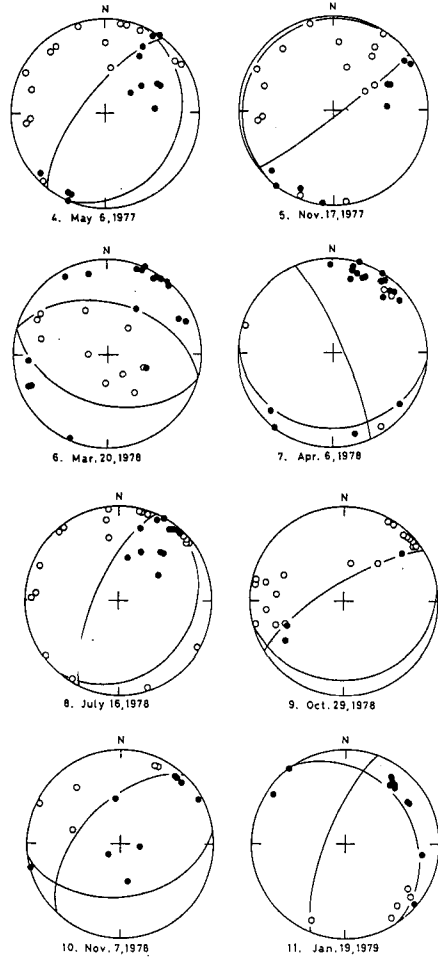 N
N
4. May 6,1977
5. Nov.17,1977
N
N
6. Mar.20,1978
7. Apr. 6,1978
N
N
8. July 16,1978
9. Oct.29,1978
N
N
10. Nov. 7,1978
11. Jan.19,1979